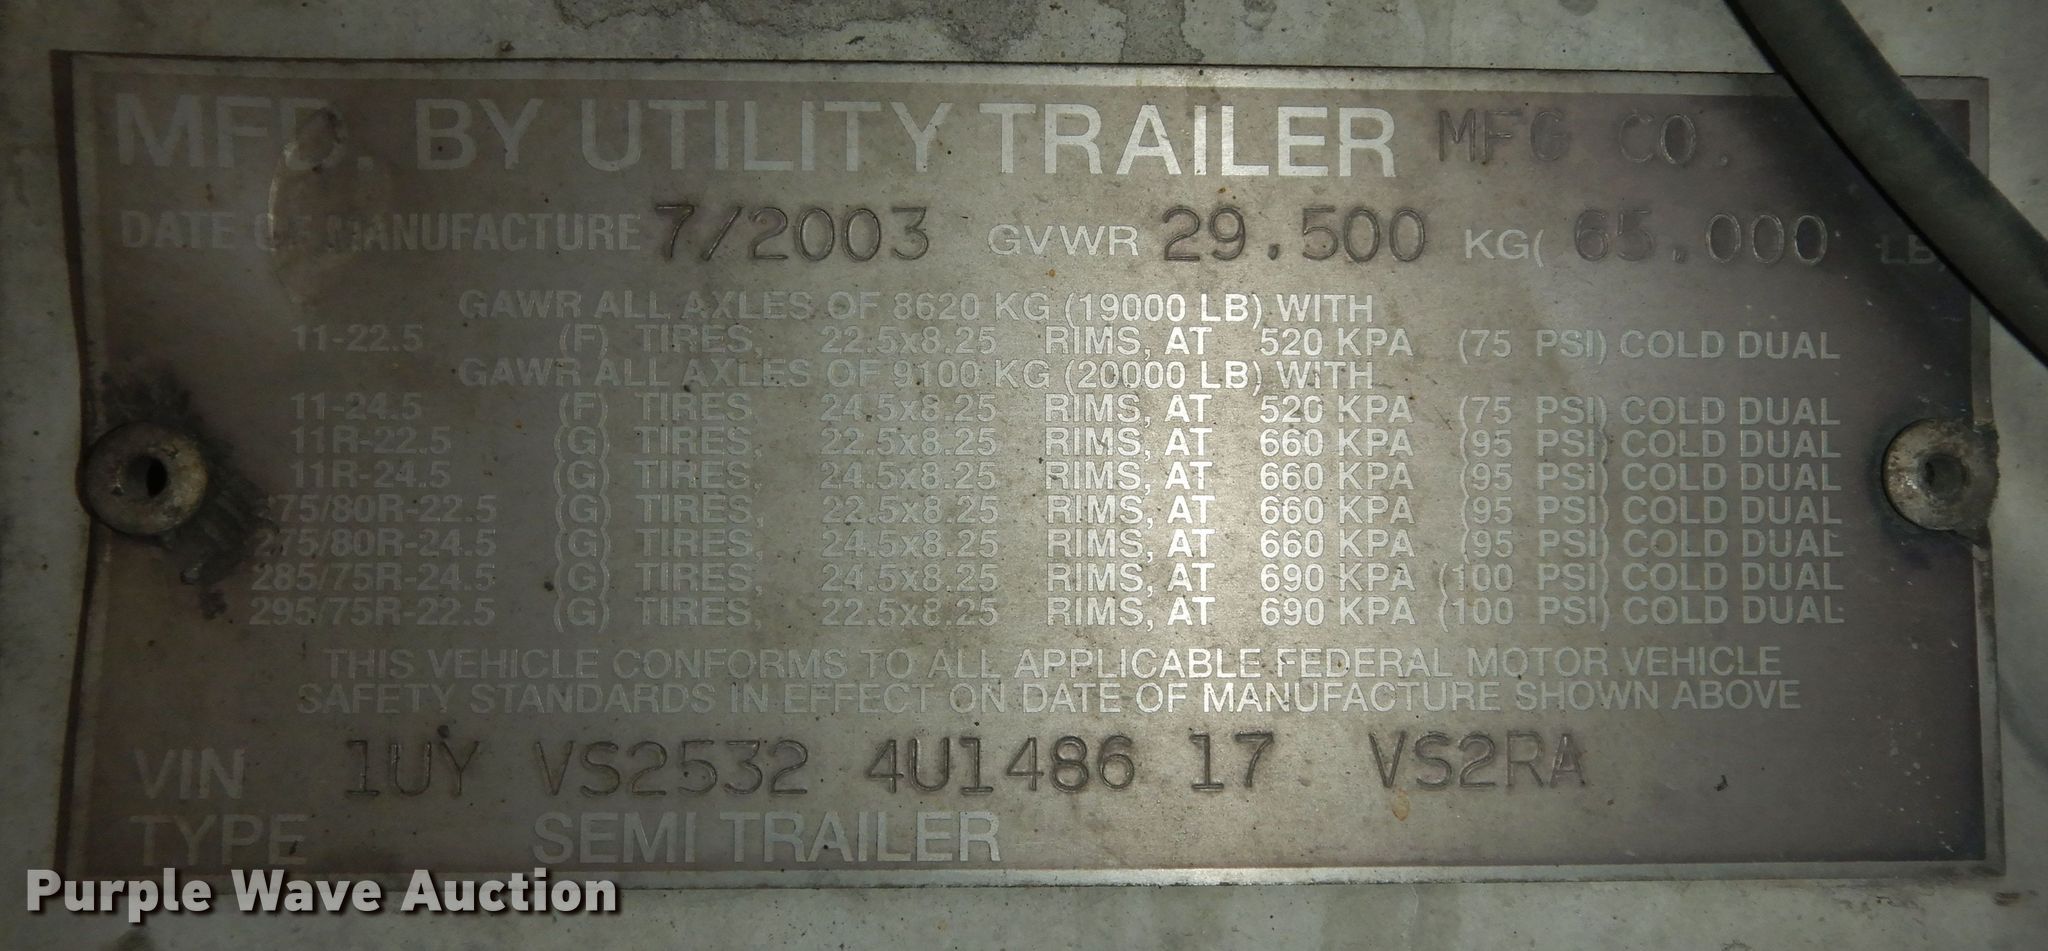 MFD. BY UTILITY TRAILER MFG CO.
DATE OF MANUFACTURE 7/2003 GVWR 29.500 KG( 65.000 LB)
GAWR ALL AXLES OF 8620 KG (19000 LB) WITH
11-22.5 (F) TIRES, 22.5x8.25 RIMS, AT 520 KPA (75 PSI) COLD DUAL
GAWR ALL AXLES OF 9100 KG (20000 LB) WITH
11-24.5 (F) TIRES, 24.5x8.25 RIMS, AT 520 KPA (75 PSI) COLD DUAL
11R-22.5 (G) TIRES, 22.5x8.25 RIMS, AT 660 KPA (95 PSI) COLD DUAL
11R-24.5 (G) TIRES, 24.5x8.25 RIMS, AT 660 KPA (95 PSI) COLD DUAL
275/80R-22.5 (G) TIRES, 22.5x8.25 RIMS, AT 660 KPA (95 PSI) COLD DUAL
275/80R-24.5 (G) TIRES, 24.5x8.25 RIMS, AT 660 KPA (95 PSI) COLD DUAL
285/75R-24.5 (G) TIRES, 24.5x8.25 RIMS, AT 690 KPA (100 PSI) COLD DUAL
295/75R-22.5 (G) TIRES, 22.5x8.25 RIMS, AT 690 KPA (100 PSI) COLD DUAL
THIS VEHICLE CONFORMS TO ALL APPLICABLE FEDERAL MOTOR VEHICLE
SAFETY STANDARDS IN EFFECT ON DATE OF MANUFACTURE SHOWN ABOVE
VIN 1UY VS2532 4U1486 17 VS2RA
TYPE SEMI TRAILER
Purple Wave Auction